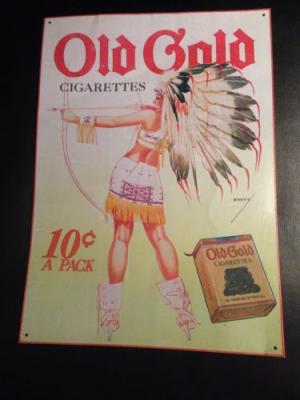 Old Gold
CIGARETTES
10¢
A PACK
Old Gold
CIGARETTES